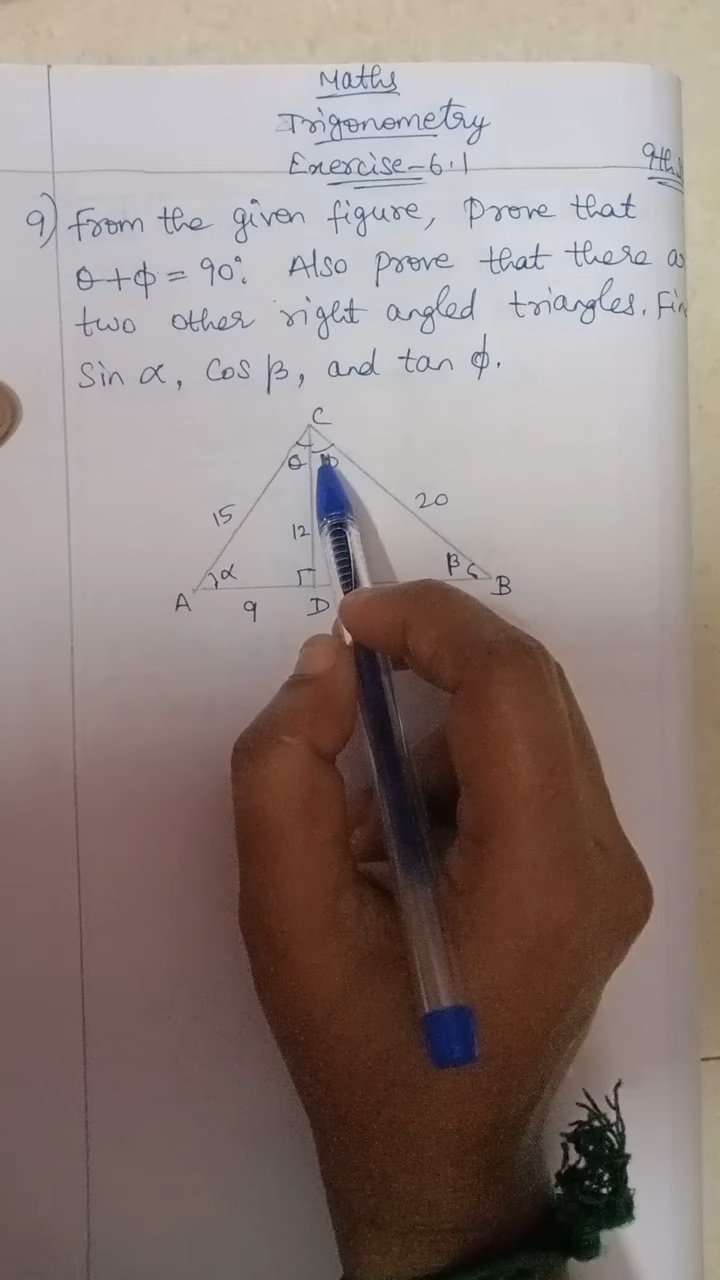 Maths
Trigonometry
Exercise-6.1
9)
From the given figure, Prove that
θ+ϕ = 90°. Also prove that there
two other right angled triangles.
Sin α, Cos β, and tan ϕ.
C
θ
15
20
12
α
β
A
9
D
B